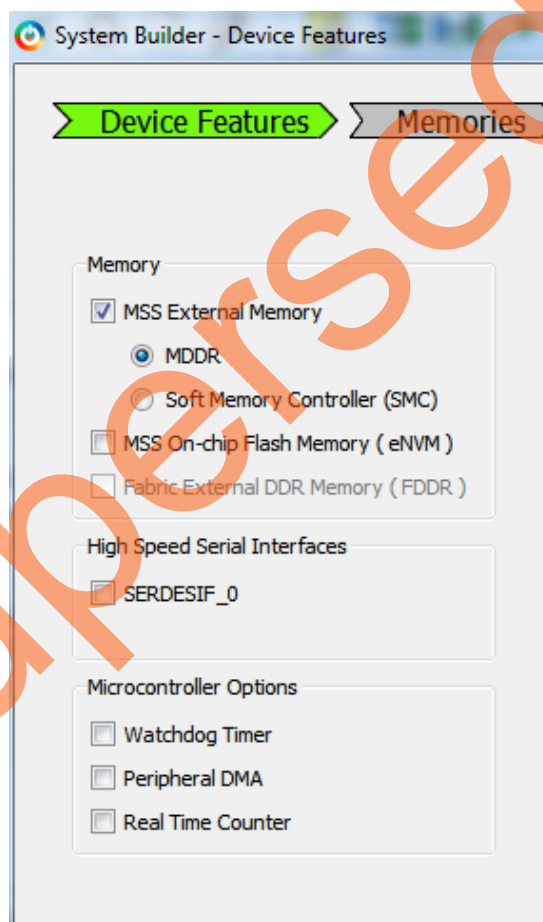 System Builder - Device Features
Device Features
Memories
Memory
MSS External Memory
MDDR
Soft Memory Controller (SMC)
MSS On-chip Flash Memory ( eNVM )
Fabric External DDR Memory ( FDDR )
High Speed Serial Interfaces
SERDESIF_0
Microcontroller Options
Watchdog Timer
Peripheral DMA
Real Time Counter
upersed